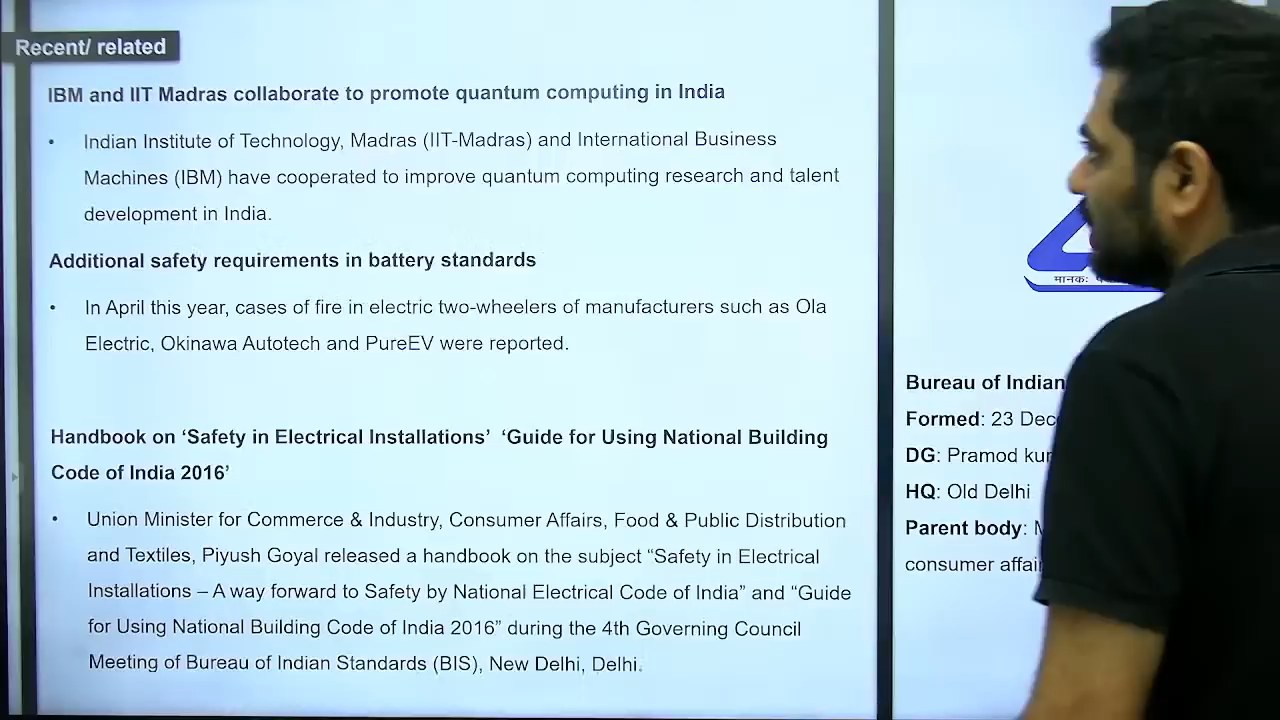 Recent/ related
IBM and IIT Madras collaborate to promote quantum computing in India
• Indian Institute of Technology, Madras (IIT-Madras) and International Business
Machines (IBM) have cooperated to improve quantum computing research and talent
development in India.
Additional safety requirements in battery standards
• In April this year, cases of fire in electric two-wheelers of manufacturers such as Ola
Electric, Okinawa Autotech and PureEV were reported.
Handbook on ‘Safety in Electrical Installations’ ‘Guide for Using National Building
Code of India 2016’
• Union Minister for Commerce & Industry, Consumer Affairs, Food & Public Distribution
and Textiles, Piyush Goyal released a handbook on the subject “Safety in Electrical
Installations – A way forward to Safety by National Electrical Code of India” and “Guide
for Using National Building Code of India 2016” during the 4th Governing Council
Meeting of Bureau of Indian Standards (BIS), New Delhi, Delhi.
मानकः
Bureau of Indian
Formed: 23
DG: Pramod
HQ: Old Delhi
Parent body:
consumer